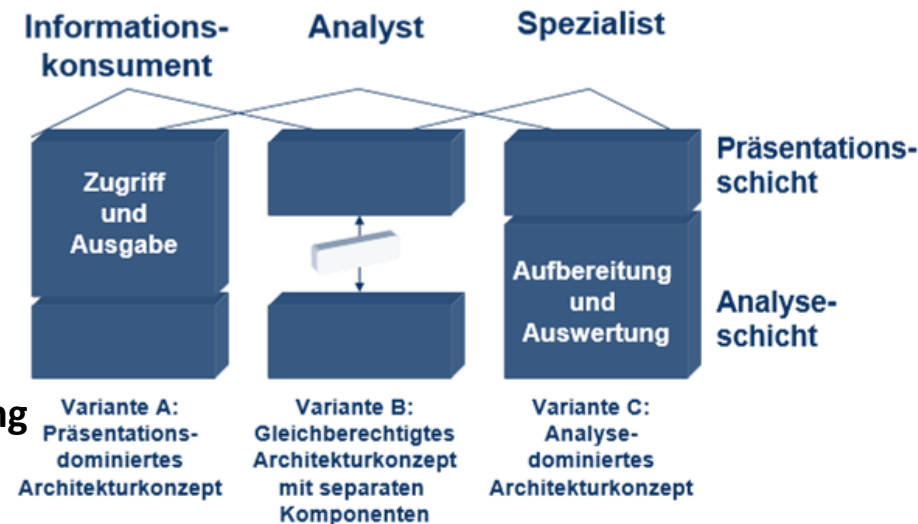 Informations-
konsument
Analyst
Spezialist
Zugriff
und
Ausgabe
Präsentations-
schicht
Aufbereitung
und
Auswertung
Analyse-
schicht
ng
Variante A:
Präsentations-
dominiertes
Architekturkonzept
Variante B:
Gleichberechtigtes
Architekturkonzept
mit separaten
Komponenten
Variante C:
Analyse-
dominiertes
Architekturkonzept